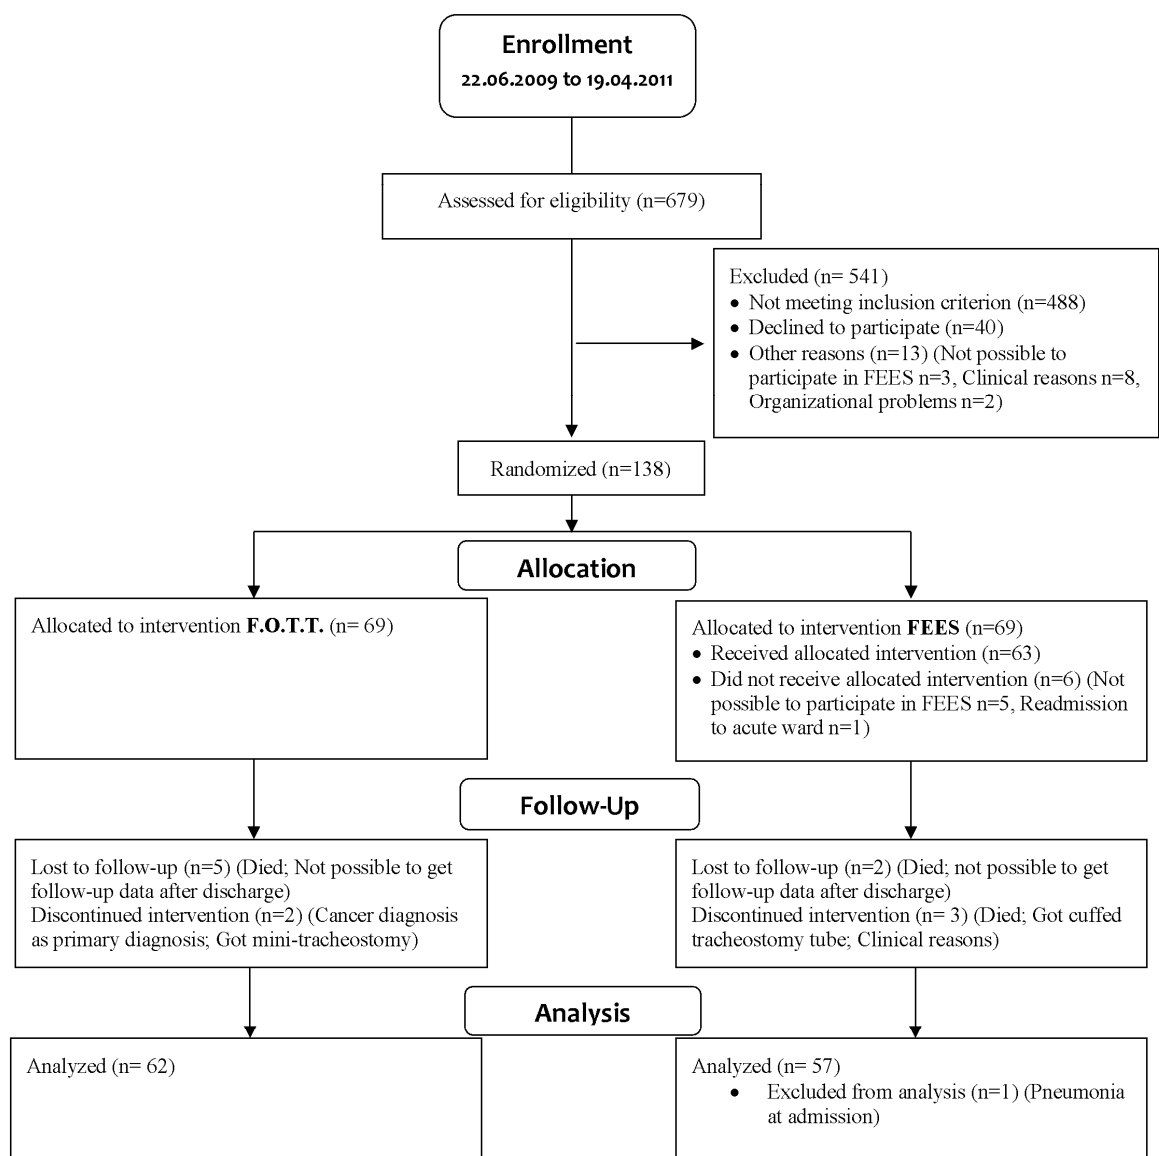 Enrollment
22.06.2009 to 19.04.2011
Assessed for eligibility (n=679)
Excluded (n= 541)
• Not meeting inclusion criterion (n=488)
• Declined to participate (n=40)
• Other reasons (n=13) (Not possible to
participate in FEES n=3, Clinical reasons n=8,
Organizational problems n=2)
Randomized (n=138)
Allocation
Allocated to intervention F.O.T.T. (n= 69)
Allocated to intervention FEES (n=69)
• Received allocated intervention (n=63)
• Did not receive allocated intervention (n=6) (Not
possible to participate in FEES n=5, Readmission
to acute ward n=1)
Follow-Up
Lost to follow-up (n=5) (Died; Not possible to get
follow-up data after discharge)
Discontinued intervention (n=2) (Cancer diagnosis
as primary diagnosis; Got mini-tracheostomy)
Lost to follow-up (n=2) (Died; not possible to get
follow-up data after discharge)
Discontinued intervention (n= 3) (Died; Got cuffed
tracheostomy tube; Clinical reasons)
Analysis
Analyzed (n= 62)
Analyzed (n= 57)
• Excluded from analysis (n=1) (Pneumonia
at admission)